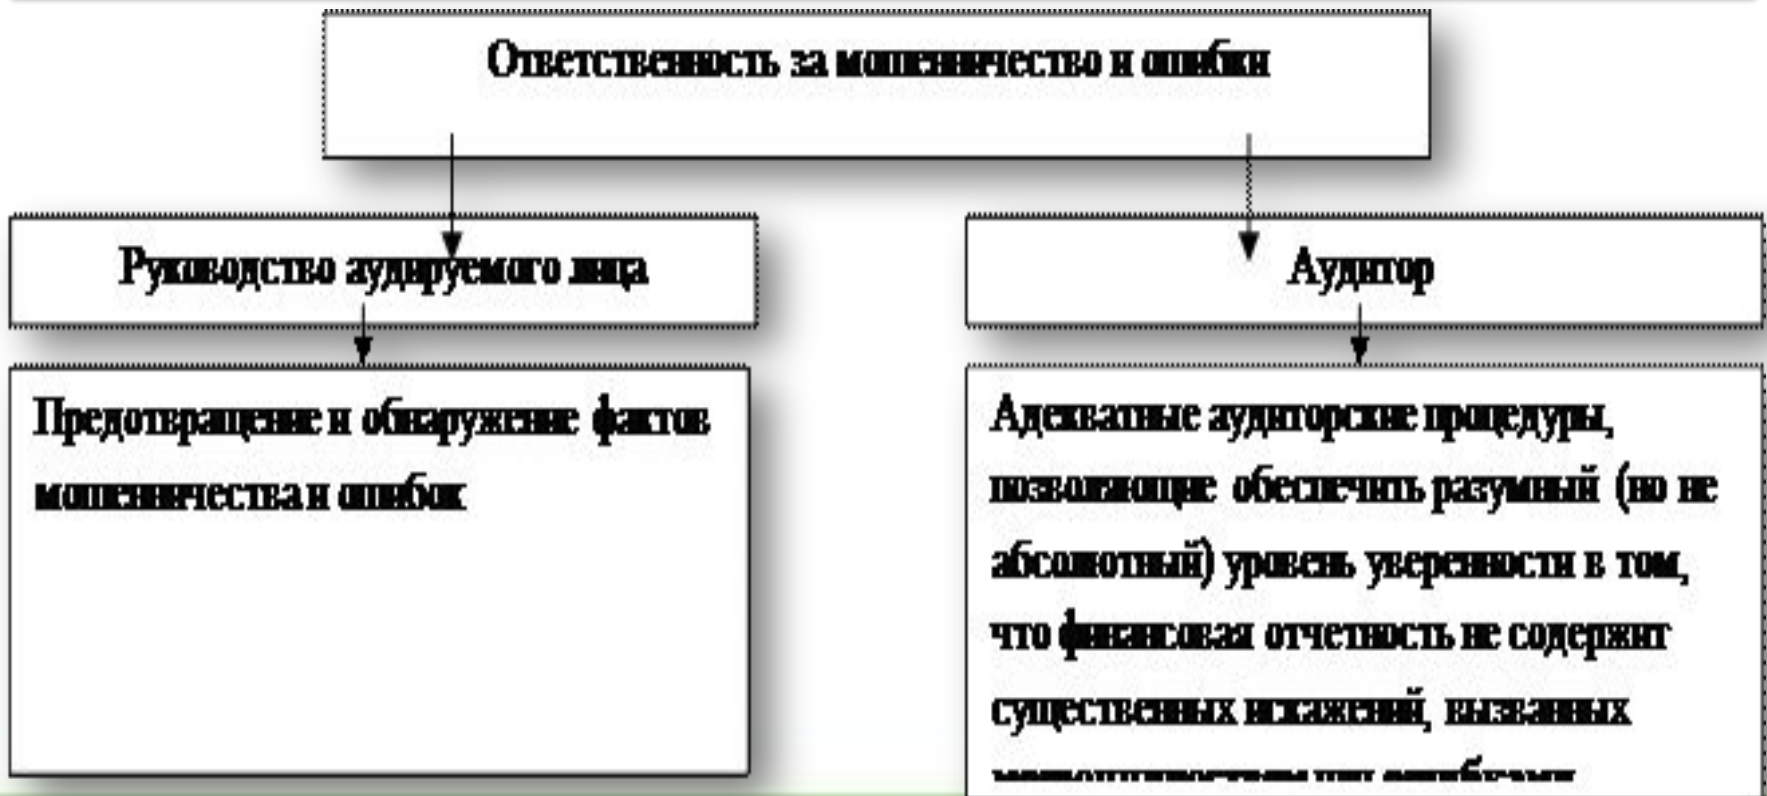 Ответственность за мошенничество и ошибки
Руководство аудируемого лица
Аудитор
Предотвращение и обнаружение фактов
мошенничества и ошибок
Адекватные аудиторские процедуры,
позволяющие обеспечить разумный (но не
абсолютный) уровень уверенности в том,
что финансовая отчетность не содержит
существенных искажений, вызванных